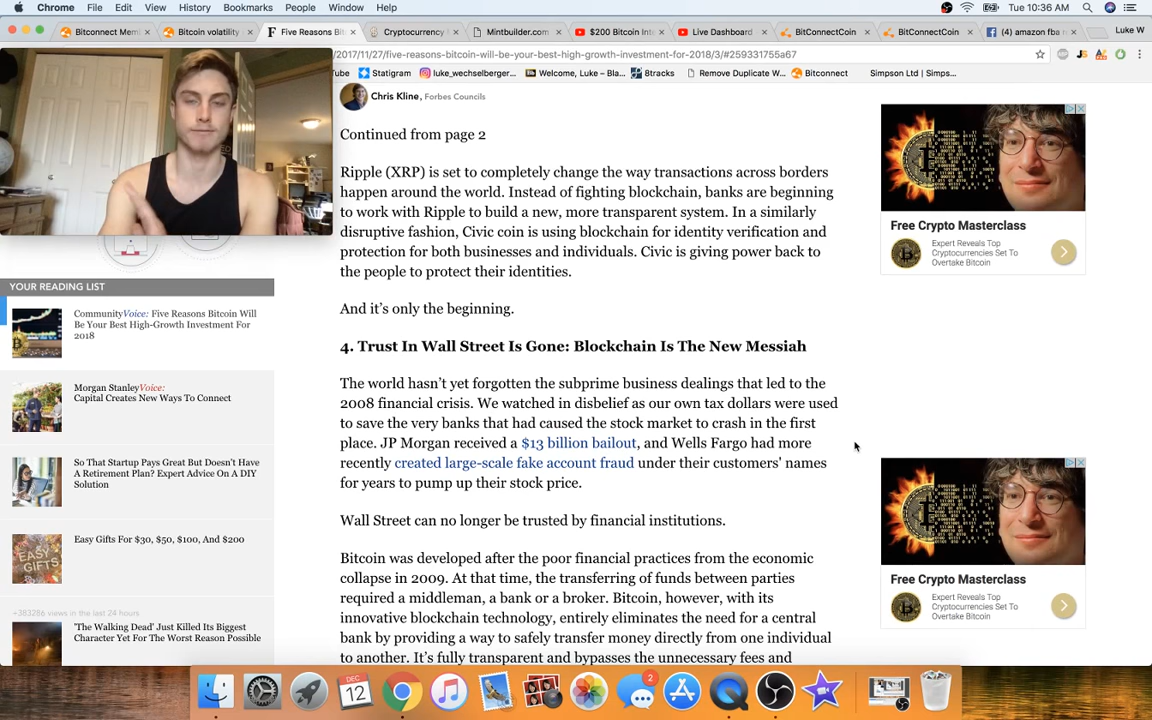 Chrome File Edit View History Bookmarks People Window Help
Tue 10:36 AM
Bitconnect Mem
Bitcoin volatility
Five Reasons Bi
Cryptocurrency
Mintbuilder.com
$200 Bitcoin Int
Live Dashboard
BitConnectCoin
BitConnectCoin
(4) amazon fba
Luke W
/2017/11/27/five-reasons-bitcoin-will-be-your-best-high-growth-investment-for-2018/3/#259331755a67
Tube
Statigram
luke_wechselberger...
Welcome, Luke – Bla...
8tracks
Remove Duplicate W...
Bitconnect
Simpson Ltd | Simps...
Chris Kline, Forbes Councils
Continued from page 2
Ripple (XRP) is set to completely change the way transactions across borders
happen around the world. Instead of fighting blockchain, banks are beginning
to work with Ripple to build a new, more transparent system. In a similarly
disruptive fashion, Civic coin is using blockchain for identity verification and
protection for both businesses and individuals. Civic is giving power back to
the people to protect their identities.
And it's only the beginning.
4. Trust In Wall Street Is Gone: Blockchain Is The New Messiah
The world hasn't yet forgotten the subprime business dealings that led to the
2008 financial crisis. We watched in disbelief as our own tax dollars were used
to save the very banks that had caused the stock market to crash in the first
place. JP Morgan received a $13 billion bailout, and Wells Fargo had more
recently created large-scale fake account fraud under their customers' names
for years to pump up their stock price.
Wall Street can no longer be trusted by financial institutions.
Bitcoin was developed after the poor financial practices from the economic
collapse in 2009. At that time, the transferring of funds between parties
required a middleman, a bank or a broker. Bitcoin, however, with its
innovative blockchain technology, entirely eliminates the need for a central
bank by providing a way to safely transfer money directly from one individual
to another. It's fully transparent and bypasses the unnecessary fees and
YOUR READING LIST
CommunityVoice: Five Reasons Bitcoin Will
Be Your Best High-Growth Investment For
2018
Morgan StanleyVoice:
Capital Creates New Ways To Connect
So That Startup Pays Great But Doesn't Have
A Retirement Plan? Expert Advice On A DIY
Solution
EASY
GIFTS
Easy Gifts For $30, $50, $100, And $200
+383286 views in the last 24 hours
'The Walking Dead' Just Killed Its Biggest
Character Yet For The Worst Reason Possible
Free Crypto Masterclass
Expert Reveals Top
Cryptocurrencies Set To
Overtake Bitcoin
Free Crypto Masterclass
Expert Reveals Top
Cryptocurrencies Set To
Overtake Bitcoin
DEC
12
2